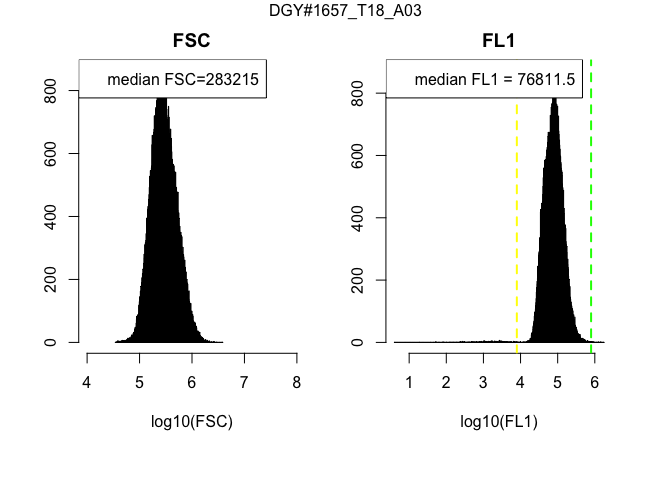 DGY#1657_T18_A03
FSC
median FSC=283215
0
200
400
600
800
4 5 6 7 8
log10(FSC)
FL1
median FL1 = 76811.5
0
200
400
600
800
1 2 3 4 5 6
log10(FL1)